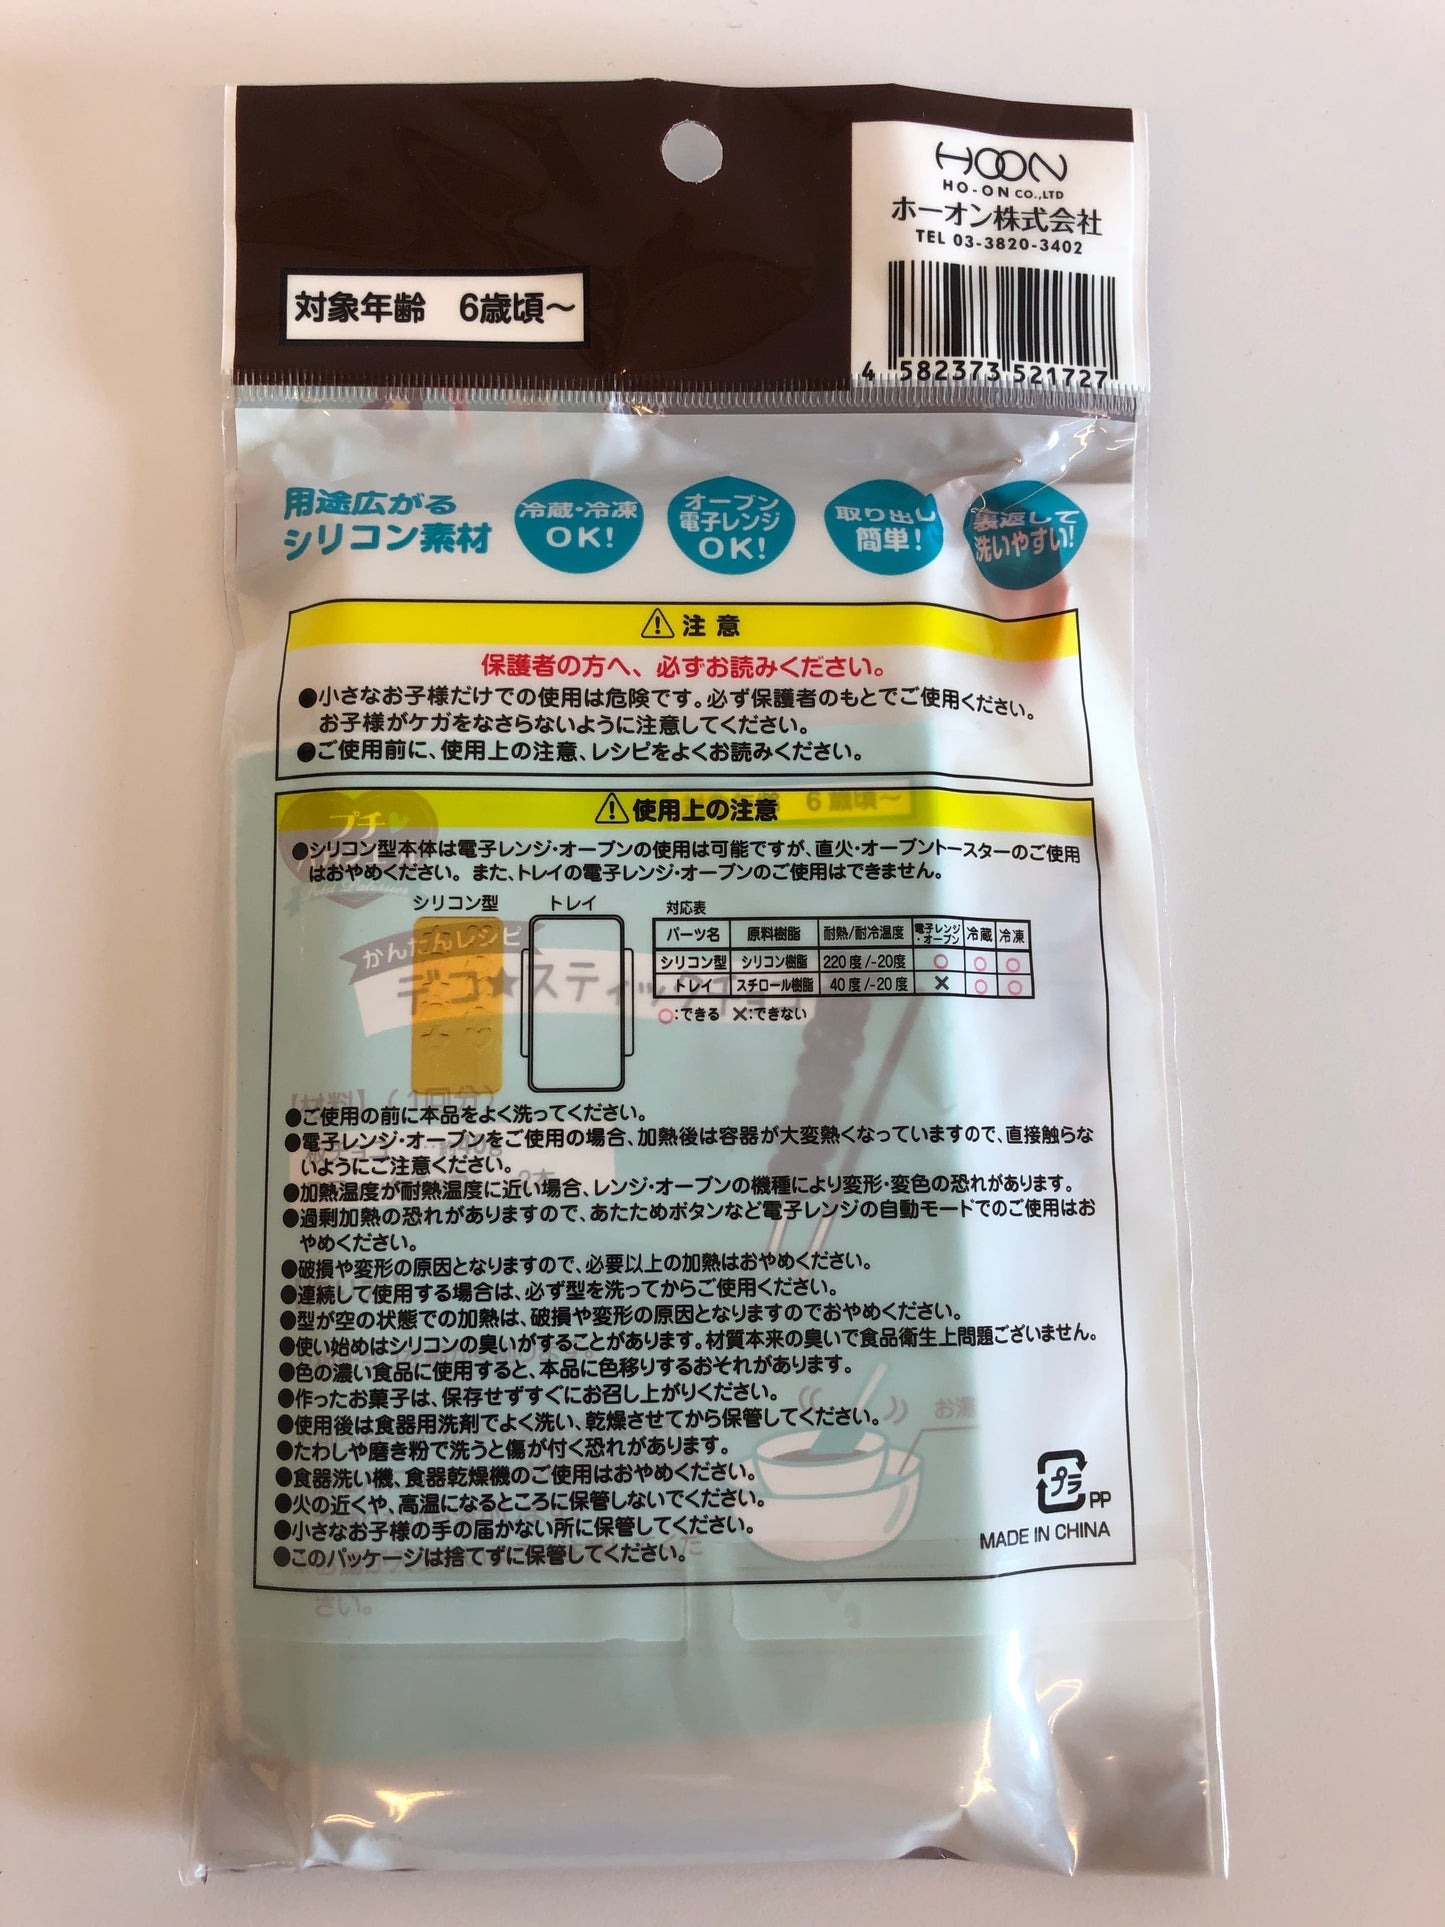 HOON
HO-ON CO.,LTD
ホーオン株式会社
TEL 03-3820-3402
対象年齢　6歳頃〜
4 582373 521727
用途広がる
シリコン素材
冷蔵・冷凍
OK!
オーブン
電子レンジ
OK!
取り出し
簡単!
裏返して
洗いやすい!
⚠注意
保護者の方へ、必ずお読みください。
●小さなお子様だけでの使用は危険です。必ず保護者のもとでご使用ください。
お子様がケガをなさらないように注意してください。
●ご使用前に、使用上の注意、レシピをよくお読みください。
⚠使用上の注意
●シリコン型本体は電子レンジ・オーブンの使用は可能ですが、直火・オーブントースターのご使用
はおやめください。また、トレイの電子レンジ・オーブンのご使用はできません。
シリコン型 トレイ
対応表
パーツ名 原料樹脂 耐熱/耐冷温度 電子レンジ・オーブン 冷蔵 冷凍
シリコン型 シリコン樹脂 220度/-20度 ○ ○ ○
トレイ スチロール樹脂 40度/-20度 × ○ ○
○:できる ×:できない
●ご使用の前に本品をよく洗ってください。
●電子レンジ・オーブンをご使用の場合、加熱後は容器が大変熱くなっていますので、直接触らな
いようにご注意ください。
●加熱温度が耐熱温度に近い場合、レンジ・オーブンの機種により変形・変色の恐れがあります。
●過剰加熱の恐れがありますので、あたためボタンなど電子レンジの自動モードでのご使用はお
やめください。
●破損や変形の原因となりますので、必要以上の加熱はおやめください。
●連続して使用する場合は、必ず型を洗ってからご使用ください。
●型が空の状態での加熱は、破損や変形の原因となりますのでおやめください。
●使い始めはシリコンの臭いがすることがあります。材質本来の臭いで食品衛生上問題ございません。
●色の濃い食品に使用すると、本品に色移りするおそれがあります。
●作ったお菓子は、保存せずすぐにお召し上がりください。
●使用後は食器用洗剤でよく洗い、乾燥させてから保管してください。
●たわしや磨き粉で洗うと傷が付く恐れがあります。
●食器洗い機、食器乾燥機のご使用はおやめください。
●火の近くや、高温になるところに保管しないでください。
●小さなお子様の手の届かない所に保管してください。
●このパッケージは捨てずに保管してください。
プラ
PP
MADE IN CHINA
プチ
かんたんレシピ
デコ★スティックチョコ
【材料】(1回分)
6歳頃〜
お湯
さい。